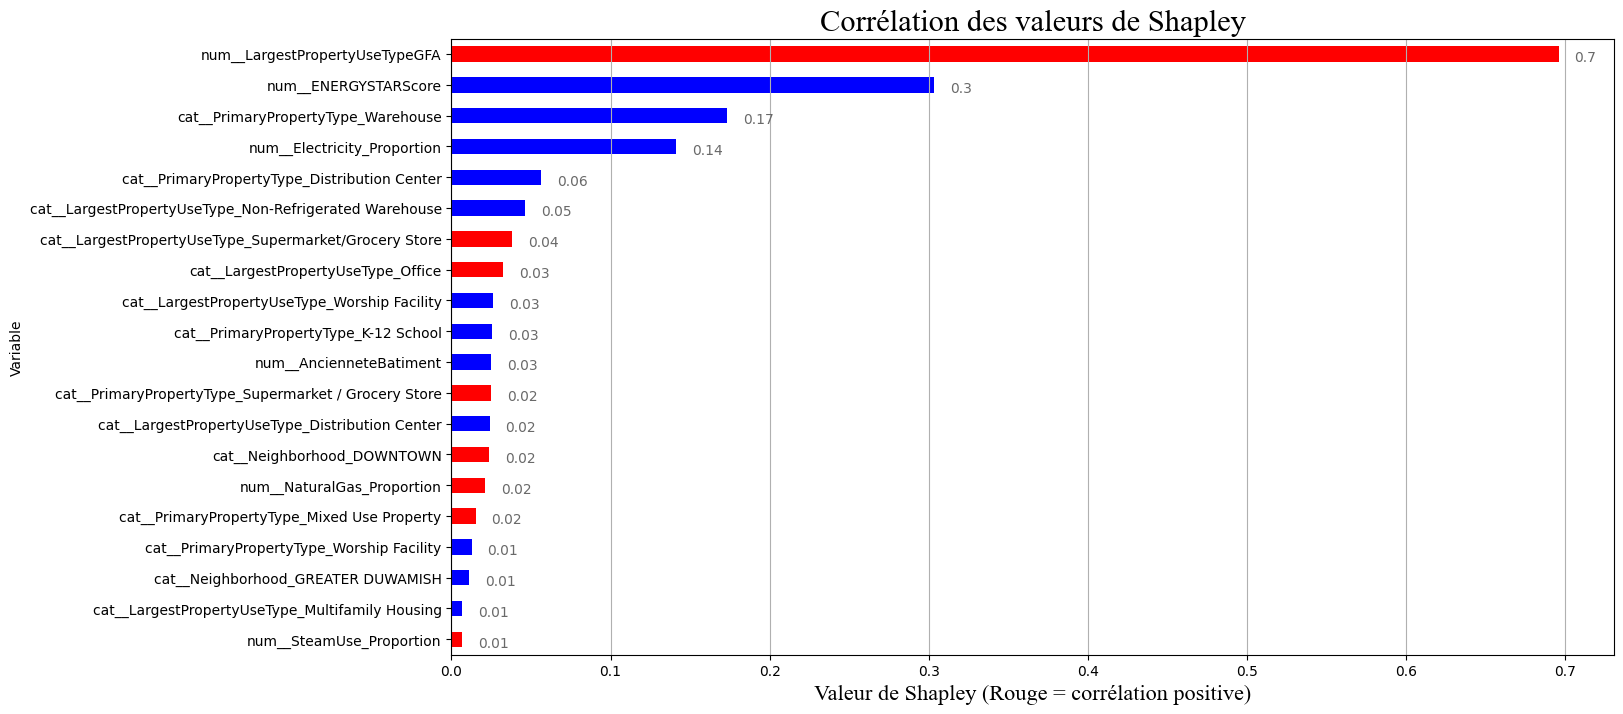 Corrélation des valeurs de Shapley
num__LargestPropertyUseTypeGFA 0.7
num__ENERGYSTARScore 0.3
cat__PrimaryPropertyType_Warehouse 0.17
num__Electricity_Proportion 0.14
cat__PrimaryPropertyType_Distribution Center 0.06
cat__LargestPropertyUseType_Non-Refrigerated Warehouse 0.05
cat__LargestPropertyUseType_Supermarket/Grocery Store 0.04
cat__LargestPropertyUseType_Office 0.03
cat__LargestPropertyUseType_Worship Facility 0.03
cat__PrimaryPropertyType_K-12 School 0.03
Variable
num__AncienneteBatiment 0.03
cat__PrimaryPropertyType_Supermarket / Grocery Store 0.02
cat__LargestPropertyUseType_Distribution Center 0.02
cat__Neighborhood_DOWNTOWN 0.02
num__NaturalGas_Proportion 0.02
cat__PrimaryPropertyType_Mixed Use Property 0.02
cat__PrimaryPropertyType_Worship Facility 0.01
cat__Neighborhood_GREATER DUWAMISH 0.01
cat__LargestPropertyUseType_Multifamily Housing 0.01
num__SteamUse_Proportion 0.01
0.0 0.1 0.2 0.3 0.4 0.5 0.6 0.7
Valeur de Shapley (Rouge = corrélation positive)